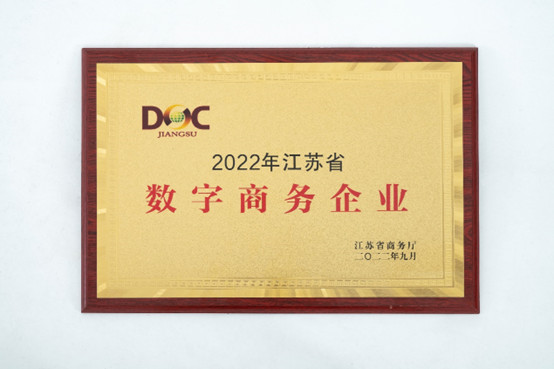 DOC
JIANGSU
2022年江苏省
数字商务企业
江苏省商务厅
二〇二二年九月